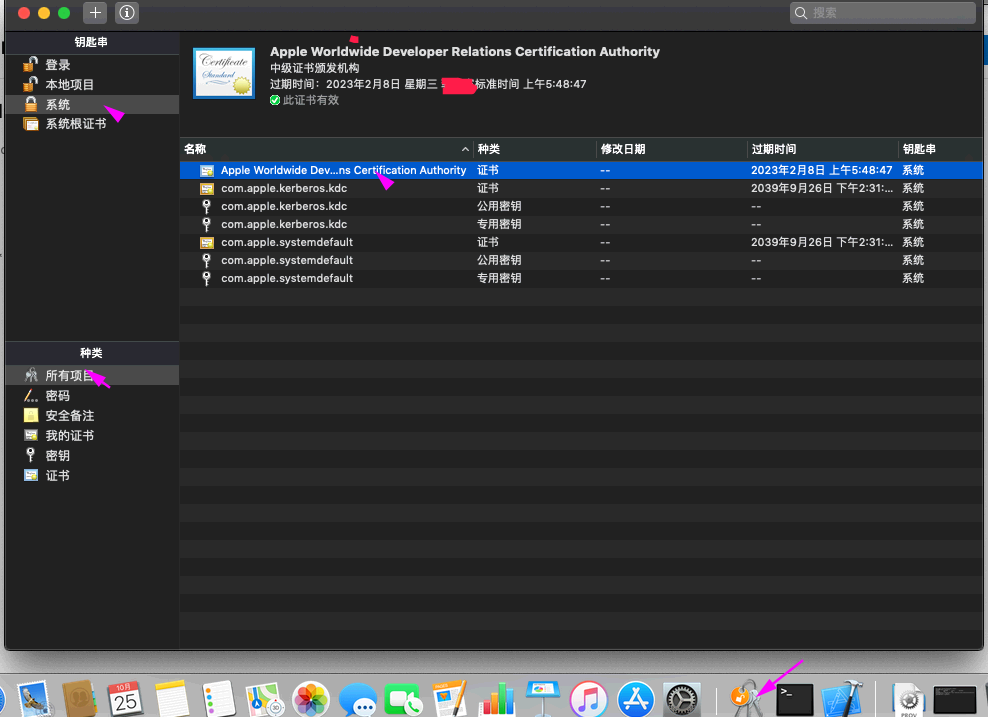 搜索
钥匙串
登录
本地项目
系统
系统根证书
Certificate
Standard
Apple Worldwide Developer Relations Certification Authority
中级证书颁发机构
过期时间：2023年2月8日 星期三 标准时间 上午5:48:47
此证书有效
名称 种类 修改日期 过期时间 钥匙串
Apple Worldwide Dev...ns Certification Authority 证书 -- 2023年2月8日 上午5:48:47 系统
com.apple.kerberos.kdc 证书 -- 2039年9月26日 下午2:31:... 系统
com.apple.kerberos.kdc 公用密钥 -- -- 系统
com.apple.kerberos.kdc 专用密钥 -- -- 系统
com.apple.systemdefault 证书 -- 2039年9月26日 下午2:31:... 系统
com.apple.systemdefault 公用密钥 -- -- 系统
com.apple.systemdefault 专用密钥 -- -- 系统
种类
所有项目
密码
安全备注
我的证书
密钥
证书
10月
25
3D
>_
PROV